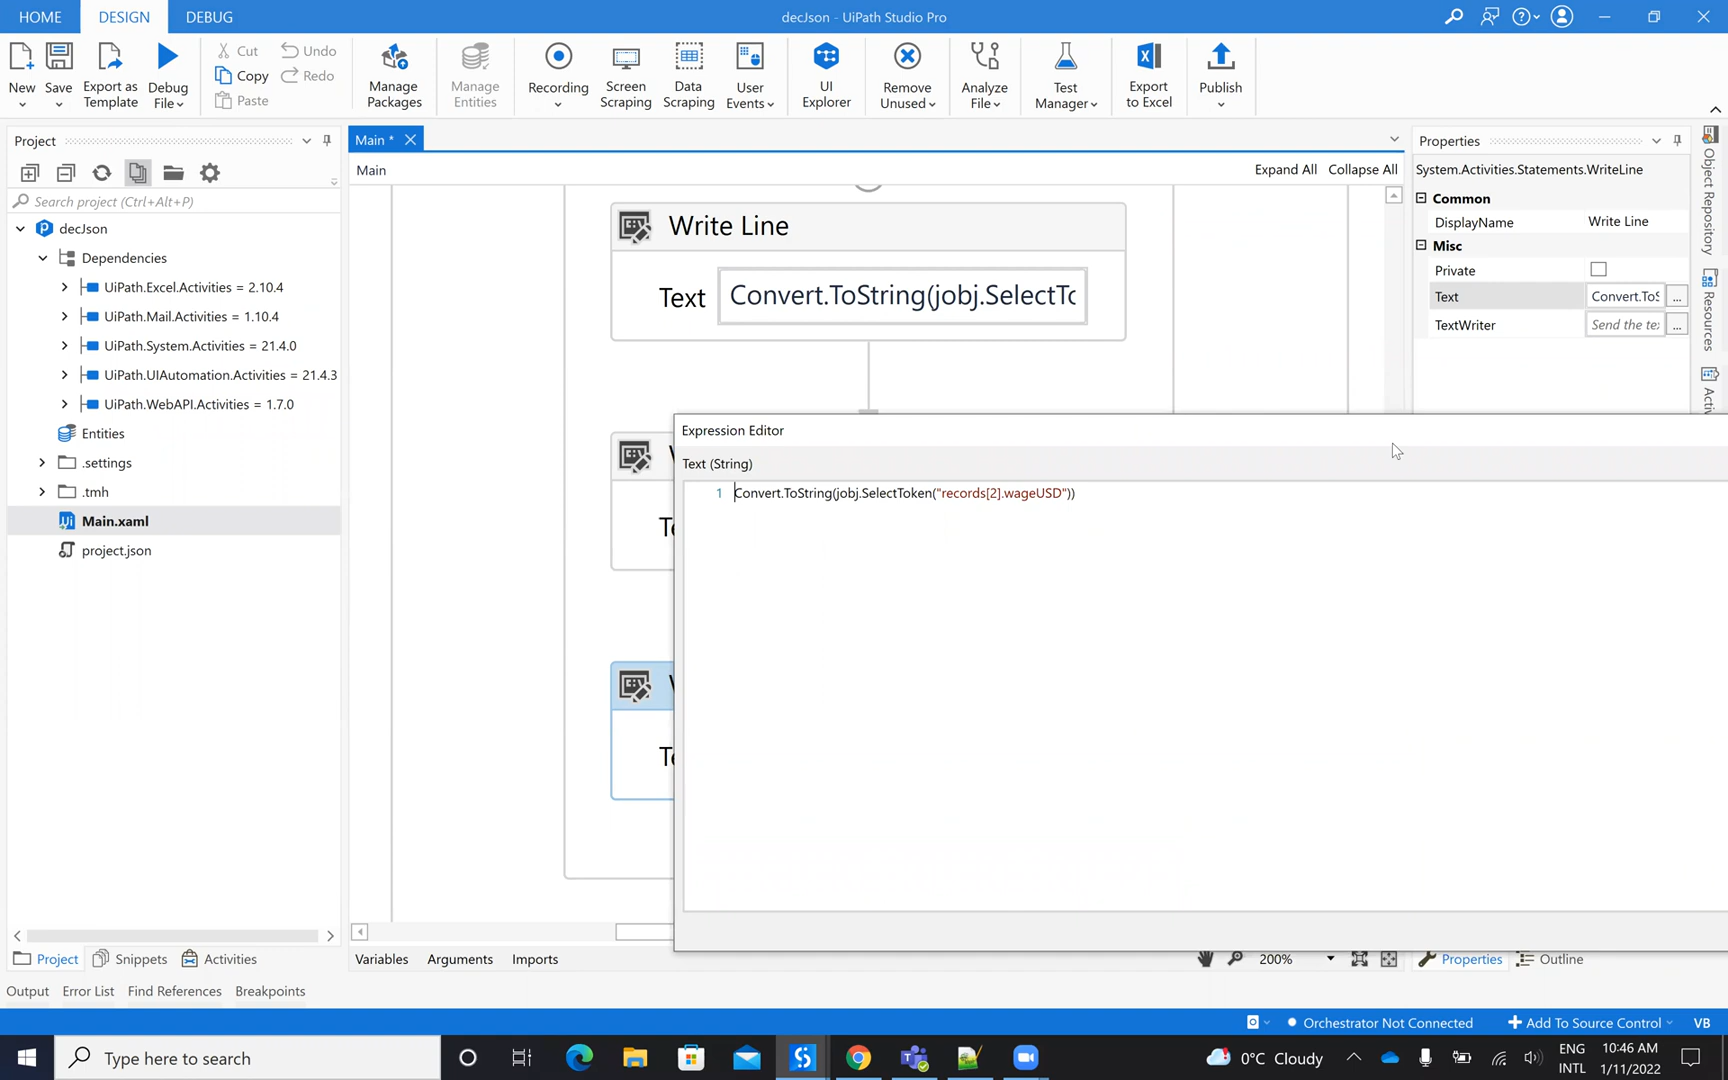 HOME DESIGN DEBUG decJson - UiPath Studio Pro
New Save Export as Template Debug File
Cut Copy Paste Undo Redo
Manage Packages Manage Entities Recording Screen Scraping Data Scraping User Events UI Explorer Remove Unused Analyze File Test Manager Export to Excel Publish
Project
Search project (Ctrl+Alt+P)
decJson
Dependencies
UiPath.Excel.Activities = 2.10.4
UiPath.Mail.Activities = 1.10.4
UiPath.System.Activities = 21.4.0
UiPath.UIAutomation.Activities = 21.4.3
UiPath.WebAPI.Activities = 1.7.0
Entities
.settings
.tmh
Main.xaml
project.json
Project Snippets Activities
Main *
Main Expand All Collapse All
Write Line
Text Convert.ToString(jobj.SelectTo
Expression Editor
Text (String)
1 Convert.ToString(jobj.SelectToken("records[2].wageUSD"))
Variables Arguments Imports 200%
Properties
System.Activities.Statements.WriteLine
Common
DisplayName Write Line
Misc
Private
Text Convert.ToS ...
TextWriter Send the te: ...
Properties Outline
Object Repository
Resources
Output Error List Find References Breakpoints
Orchestrator Not Connected Add To Source Control VB
Type here to search
0°C Cloudy
ENG INTL
10:46 AM
1/11/2022